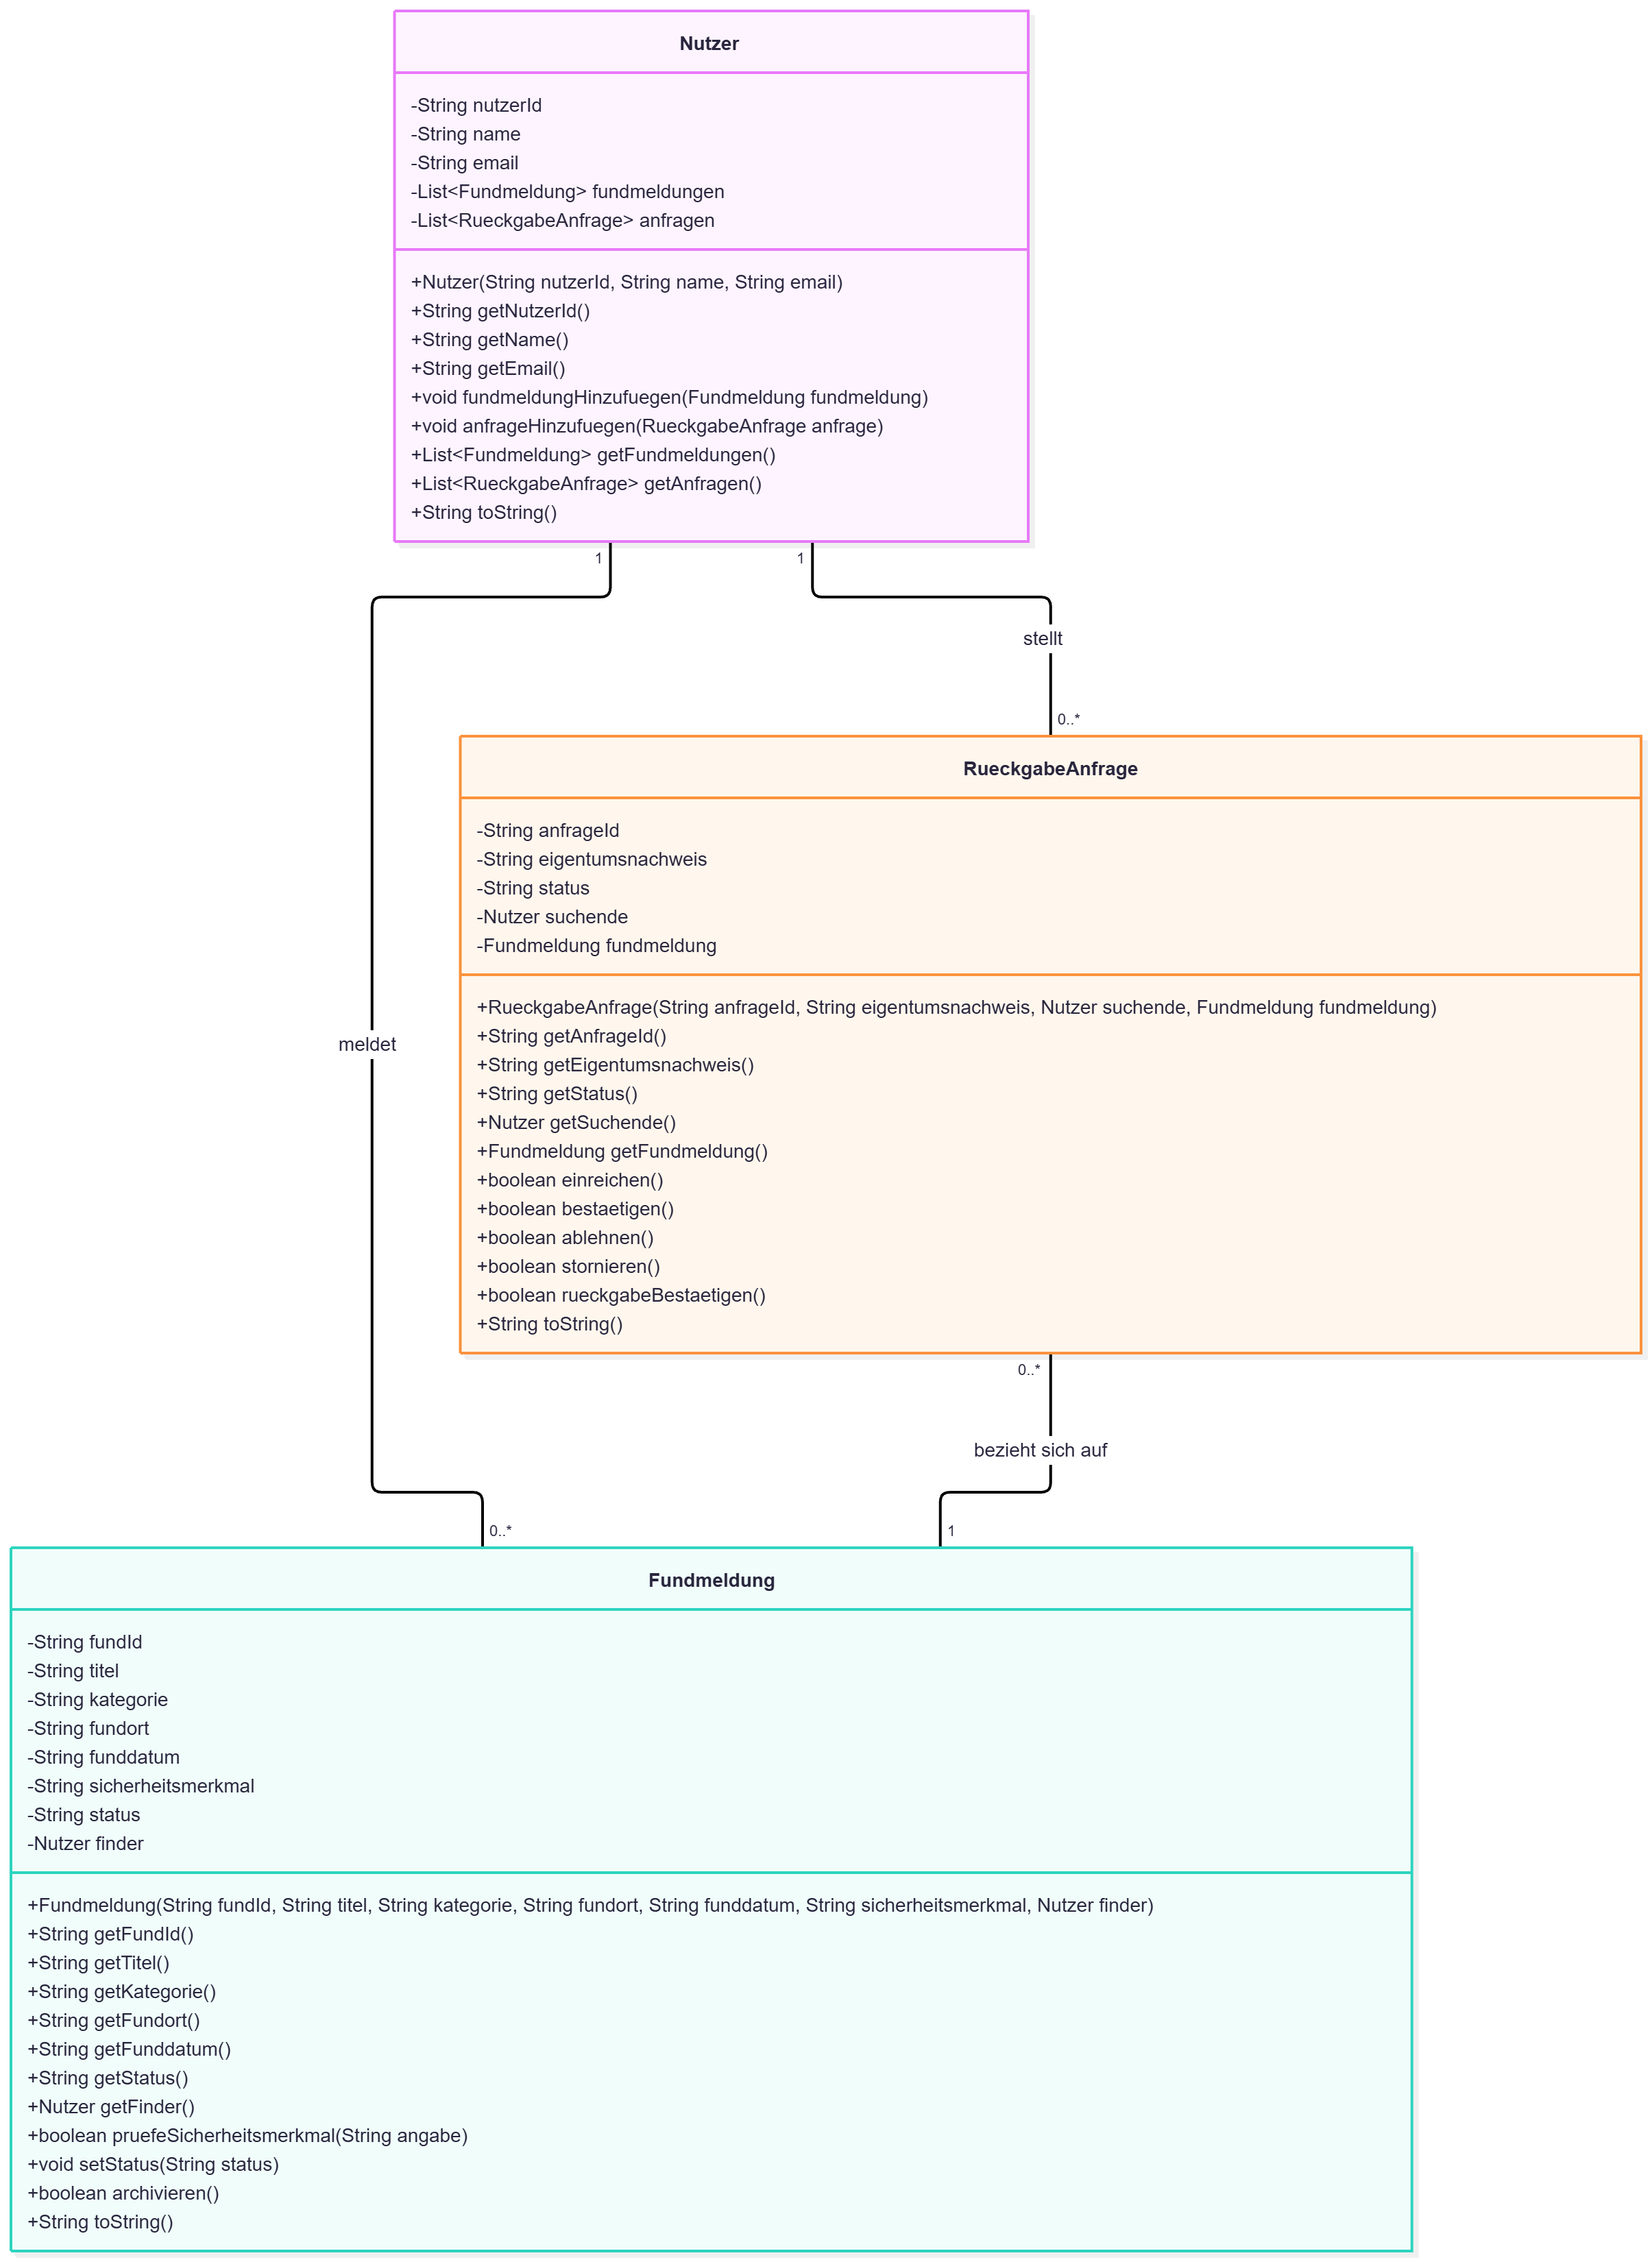 Nutzer
-String nutzerId
-String name
-String email
-List<Fundmeldung> fundmeldungen
-List<RueckgabeAnfrage> anfragen
+Nutzer(String nutzerId, String name, String email)
+String getNutzerId()
+String getName()
+String getEmail()
+void fundmeldungHinzufuegen(Fundmeldung fundmeldung)
+void anfrageHinzufuegen(RueckgabeAnfrage anfrage)
+List<Fundmeldung> getFundmeldungen()
+List<RueckgabeAnfrage> getAnfragen()
+String toString()
1
1
stellt
0..*
RueckgabeAnfrage
-String anfrageId
-String eigentumsnachweis
-String status
-Nutzer suchende
-Fundmeldung fundmeldung
+RueckgabeAnfrage(String anfrageId, String eigentumsnachweis, Nutzer suchende, Fundmeldung fundmeldung)
+String getAnfrageId()
+String getEigentumsnachweis()
+String getStatus()
+Nutzer getSuchende()
+Fundmeldung getFundmeldung()
+boolean einreichen()
+boolean bestaetigen()
+boolean ablehnen()
+boolean stornieren()
+boolean rueckgabeBestaetigen()
+String toString()
meldet
0..*
bezieht sich auf
0..*
1
Fundmeldung
-String fundId
-String titel
-String kategorie
-String fundort
-String funddatum
-String sicherheitsmerkmal
-String status
-Nutzer finder
+Fundmeldung(String fundId, String titel, String kategorie, String fundort, String funddatum, String sicherheitsmerkmal, Nutzer finder)
+String getFundId()
+String getTitel()
+String getKategorie()
+String getFundort()
+String getFunddatum()
+String getStatus()
+Nutzer getFinder()
+boolean pruefeSicherheitsmerkmal(String angabe)
+void setStatus(String status)
+boolean archivieren()
+String toString()